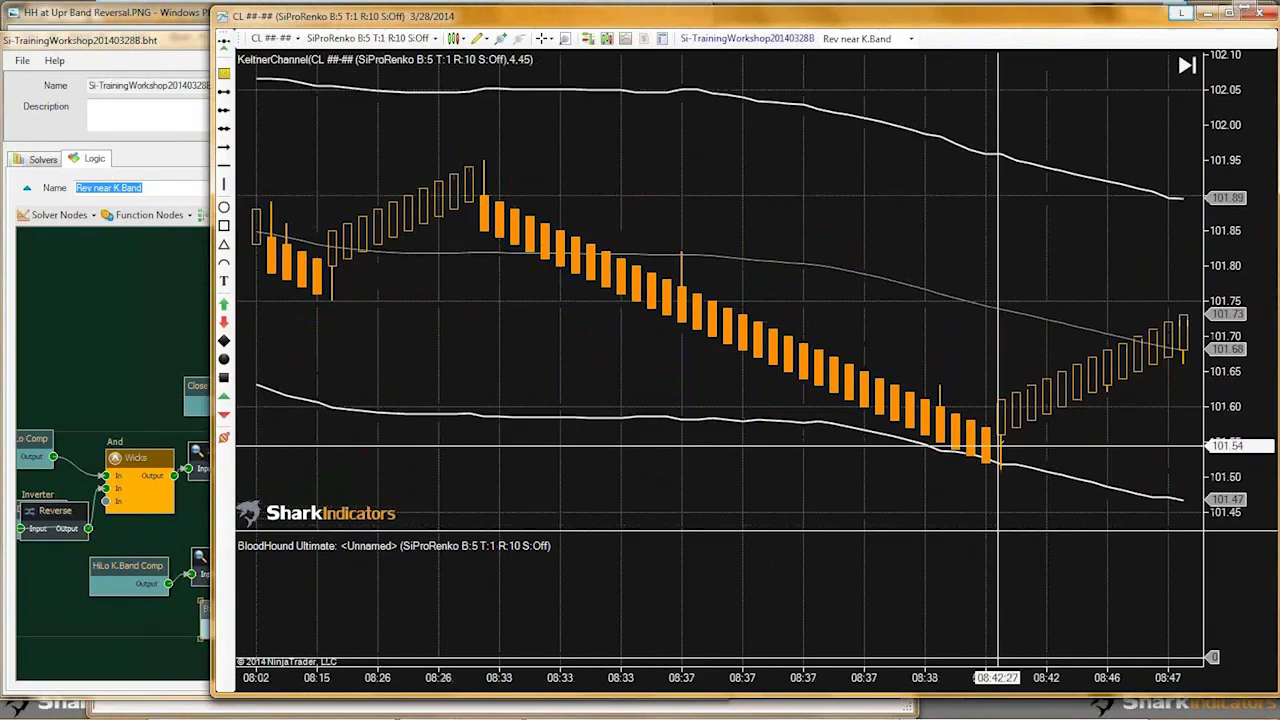 HH at Upr Band Reversal.PNG - Windows P
CL ##-## (SiProRenko B:5 T:1 R:10 S:Off) 3/28/2014
L
Si-TrainingWorkshop20140328B.bht
CL ##-## SiProRenko B:5 T:1 R:10 S:Off Si-TrainingWorkshop20140328B Rev near K.Band
File Help
KeltnerChannel(CL ##-## (SiProRenko B:5 T:1 R:10 S:Off),4.45)
Name Si-TrainingWorkshop20140328B
Description
Solvers Logic
Name Rev near K.Band
Solver Nodes Function Nodes
T
102.10
102.05
102.00
101.95
101.89
101.85
101.80
101.75
101.73
101.70
101.68
101.65
101.60
101.54
101.50
101.47
101.45
Close
o Comp
Output
And
Wicks
In Output
In
In
Inp
Inverter
Reverse
Input Output
HiLo K.Band Comp
Output
Inp
B
SharkIndicators
BloodHound Ultimate: <Unnamed> (SiProRenko B:5 T:1 R:10 S:Off)
0
© 2014 NinjaTrader, LLC
08:02 08:15 08:26 08:26 08:33 08:33 08:33 08:37 08:37 08:37 08:37 08:38 08:42:27 08:42 08:46 08:47
Shark
SharkIndicators